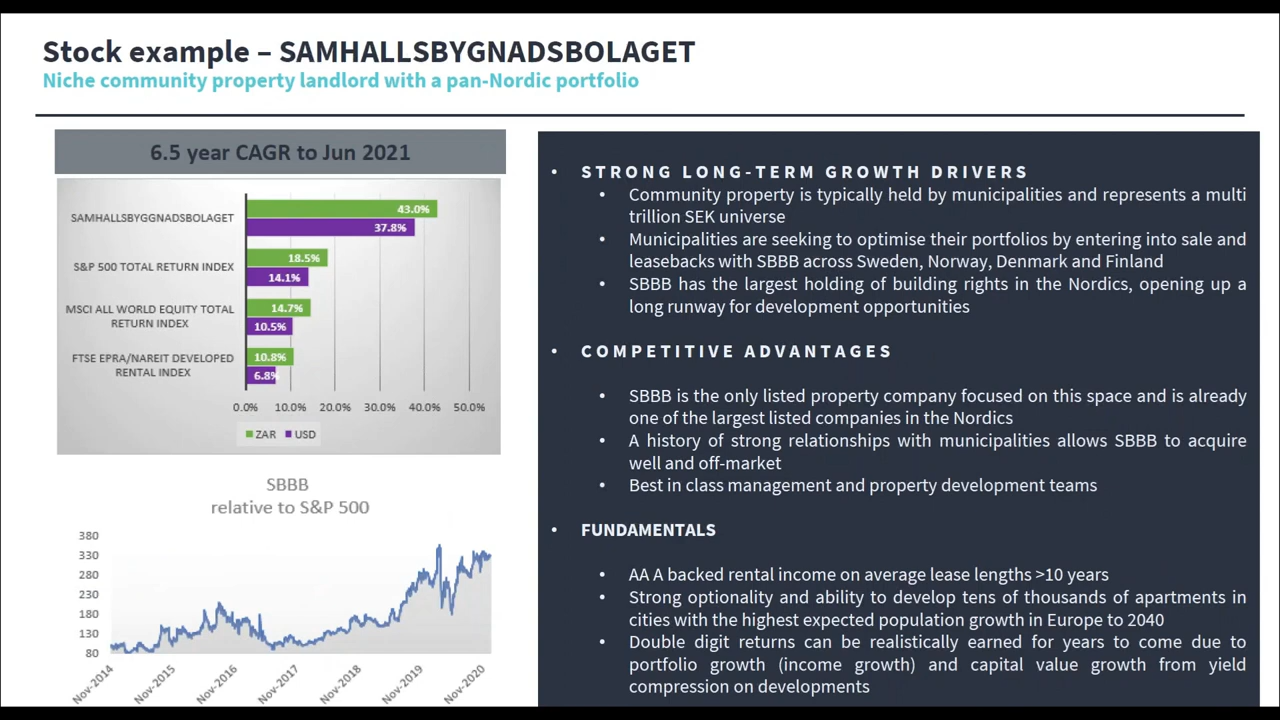 Stock example – SAMHALLSBYGNADSBOLAGET
Niche community property landlord with a pan-Nordic portfolio
6.5 year CAGR to Jun 2021
SAMHALLSBYGGNADSBOLAGET
43.0%
37.8%
S&P 500 TOTAL RETURN INDEX
18.5%
14.1%
MSCI ALL WORLD EQUITY TOTAL
RETURN INDEX
14.7%
10.5%
FTSE EPRA/NAREIT DEVELOPED
RENTAL INDEX
10.8%
6.8%
0.0% 10.0% 20.0% 30.0% 40.0% 50.0%
ZAR USD
SBBB
relative to S&P 500
380
330
280
230
180
130
80
Nov-2014 Nov-2015 Nov-2016 Nov-2017 Nov-2018 Nov-2019 Nov-2020
• STRONG LONG-TERM GROWTH DRIVERS
• Community property is typically held by municipalities and represents a multi
trillion SEK universe
• Municipalities are seeking to optimise their portfolios by entering into sale and
leasebacks with SBBB across Sweden, Norway, Denmark and Finland
• SBBB has the largest holding of building rights in the Nordics, opening up a
long runway for development opportunities
• COMPETITIVE ADVANTAGES
• SBBB is the only listed property company focused on this space and is already
one of the largest listed companies in the Nordics
• A history of strong relationships with municipalities allows SBBB to acquire
well and off-market
• Best in class management and property development teams
• FUNDAMENTALS
• AA A backed rental income on average lease lengths >10 years
• Strong optionality and ability to develop tens of thousands of apartments in
cities with the highest expected population growth in Europe to 2040
• Double digit returns can be realistically earned for years to come due to
portfolio growth (income growth) and capital value growth from yield
compression on developments